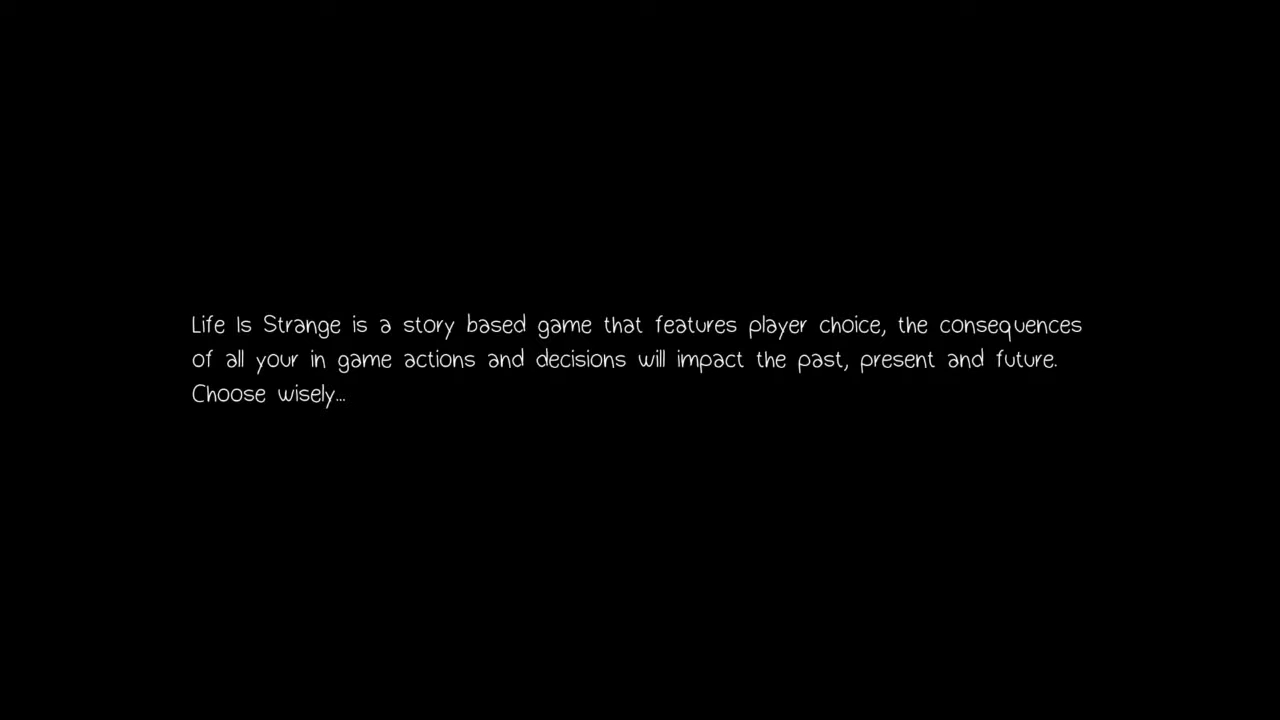 Life Is Strange is a story based game that features player choice, the consequences
of all your in game actions and decisions will impact the past, present and future.
Choose wisely...